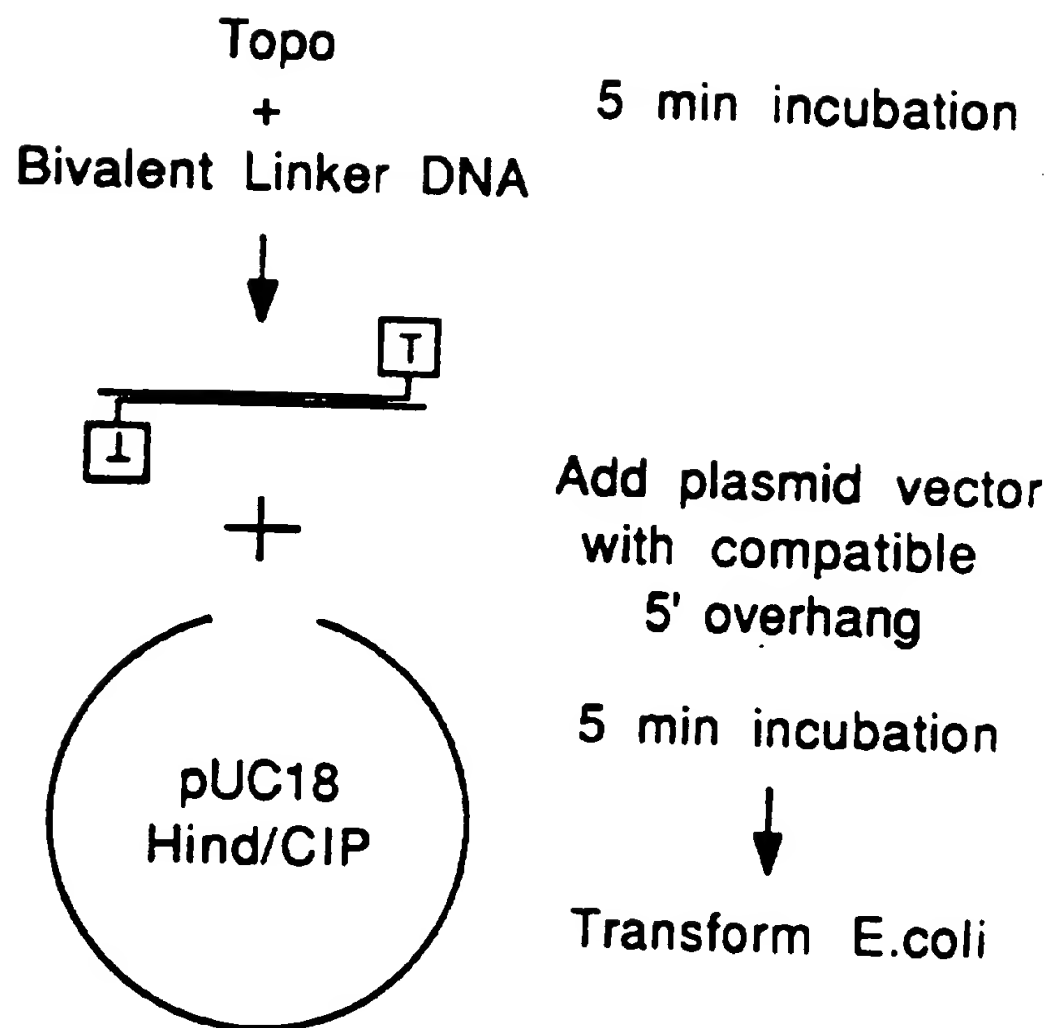 Topo
+
Bivalent Linker DNA
5 min incubation
T
T
+
Add plasmid vector
with compatible
5' overhang
pUC18
Hind/CIP
5 min incubation
Transform E.coli